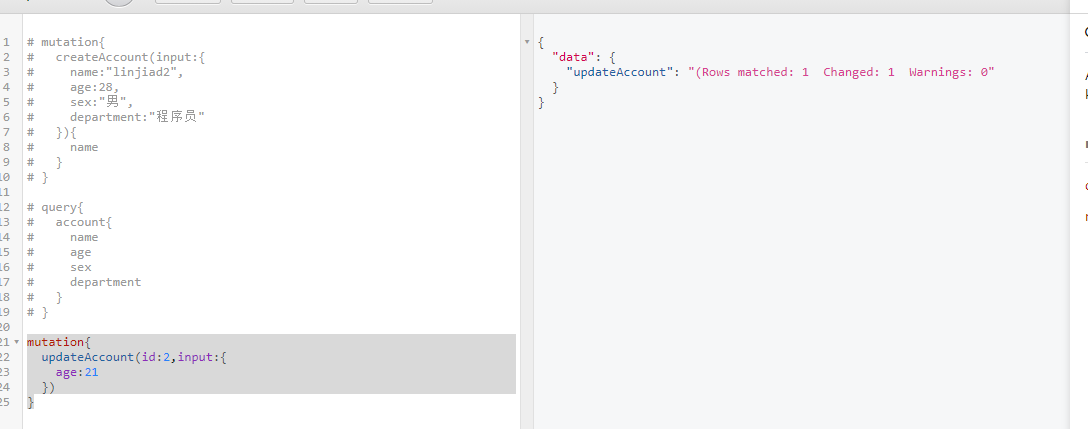 1 # mutation{
2 #   createAccount(input:{
3 #     name:"linjiad2",
4 #     age:28,
5 #     sex:"男",
6 #     department:"程序员"
7 #   }){
8 #     name
9 #   }
10 # }
11
12 # query{
13 #   account{
14 #     name
15 #     age
16 #     sex
17 #     department
18 #   }
19 # }
20
21 mutation{
22   updateAccount(id:2,input:{
23     age:21
24   })
25 }
{
  "data": {
    "updateAccount": "(Rows matched: 1  Changed: 1  Warnings: 0"
  }
}